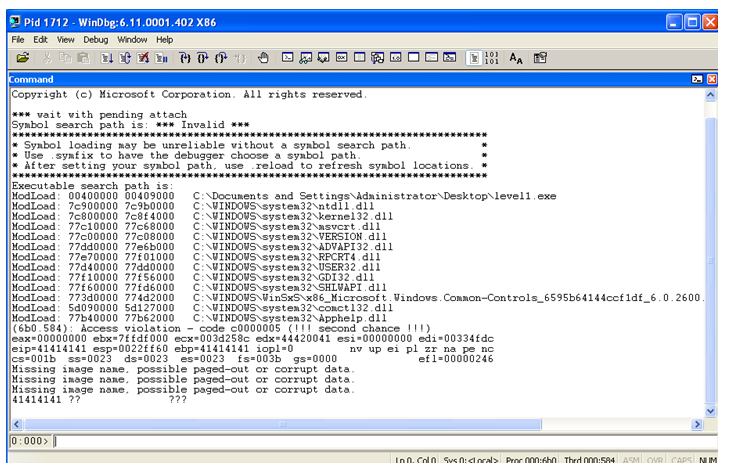 Pid 1712 - WinDbg:6.11.0001.402 X86
File Edit View Debug Window Help
Command
Copyright (c) Microsoft Corporation. All rights reserved.
*** wait with pending attach
Symbol search path is: *** Invalid ***
****************************************************************************
* Symbol loading may be unreliable without a symbol search path. *
* Use .symfix to have the debugger choose a symbol path. *
* After setting your symbol path, use .reload to refresh symbol locations. *
****************************************************************************
Executable search path is:
ModLoad: 00400000 00409000 C:\Documents and Settings\Administrator\Desktop\level1.exe
ModLoad: 7c900000 7c9b0000 C:\WINDOWS\system32\ntdll.dll
ModLoad: 7c800000 7c8f4000 C:\WINDOWS\system32\kernel32.dll
ModLoad: 77c10000 77c68000 C:\WINDOWS\system32\msvcrt.dll
ModLoad: 77c00000 77c08000 C:\WINDOWS\system32\VERSION.dll
ModLoad: 77dd0000 77e6b000 C:\WINDOWS\system32\ADVAPI32.dll
ModLoad: 77e70000 77f01000 C:\WINDOWS\system32\RPCRT4.dll
ModLoad: 77d40000 77dd0000 C:\WINDOWS\system32\USER32.dll
ModLoad: 77f10000 77f56000 C:\WINDOWS\system32\GDI32.dll
ModLoad: 77f60000 77fd6000 C:\WINDOWS\system32\SHLWAPI.dll
ModLoad: 773d0000 774d2000 C:\WINDOWS\WinSxS\x86_Microsoft.Windows.Common-Controls_6595b64144ccf1df_6.0.2600.
ModLoad: 5d090000 5d127000 C:\WINDOWS\system32\comctl32.dll
ModLoad: 77b40000 77b62000 C:\WINDOWS\system32\Apphelp.dll
(6b0.584): Access violation - code c0000005 (!!! second chance !!!)
eax=00000000 ebx=7ffdf000 ecx=003d258c edx=44420041 esi=00000000 edi=00334fdc
eip=41414141 esp=0022ff60 ebp=41414141 iopl=0 nv up ei pl zr na pe nc
cs=001b ss=0023 ds=0023 es=0023 fs=003b gs=0000 efl=00000246
Missing image name, possible paged-out or corrupt data.
Missing image name, possible paged-out or corrupt data.
Missing image name, possible paged-out or corrupt data.
41414141 ?? ???
0:000>
Ln 0, Col 0 Sys 0:<Local> Proc 000:6b0 Thrd 000:584 ASM OVR CAPS NUM